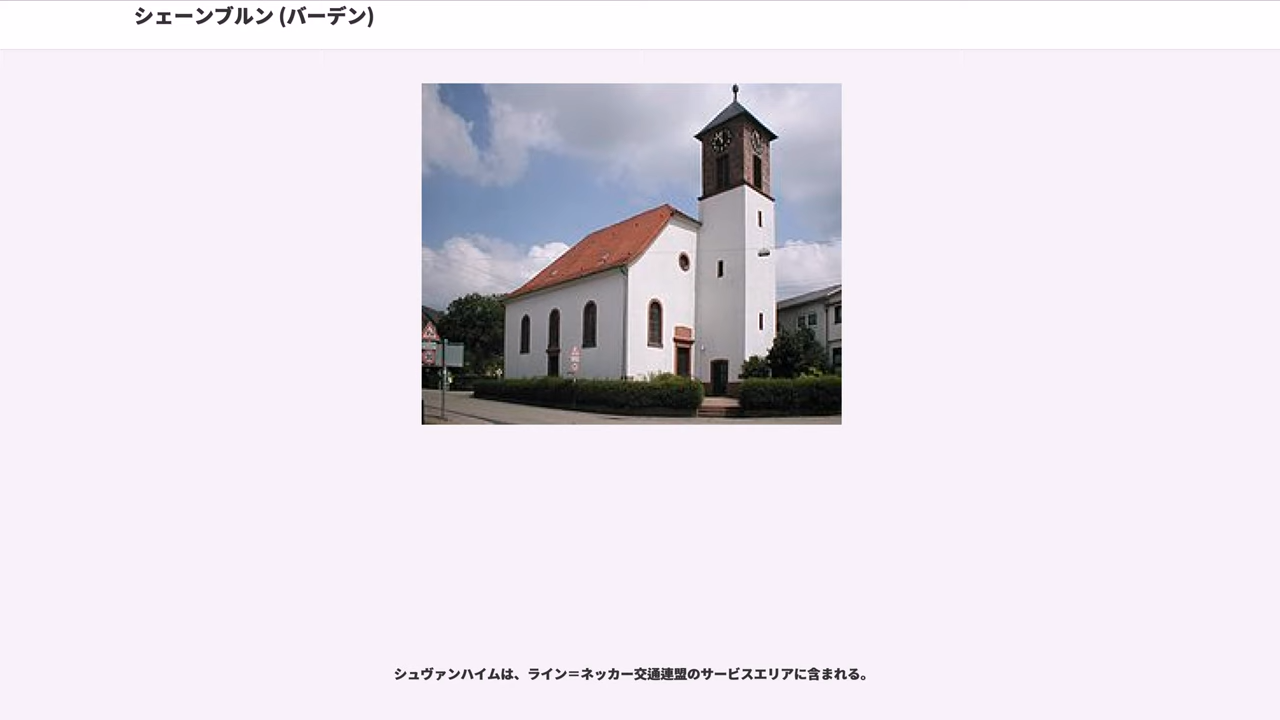 シェーンブルン (バーデン)
シュヴァンハイムは、ライン＝ネッカー交通連盟のサービスエリアに含まれる。